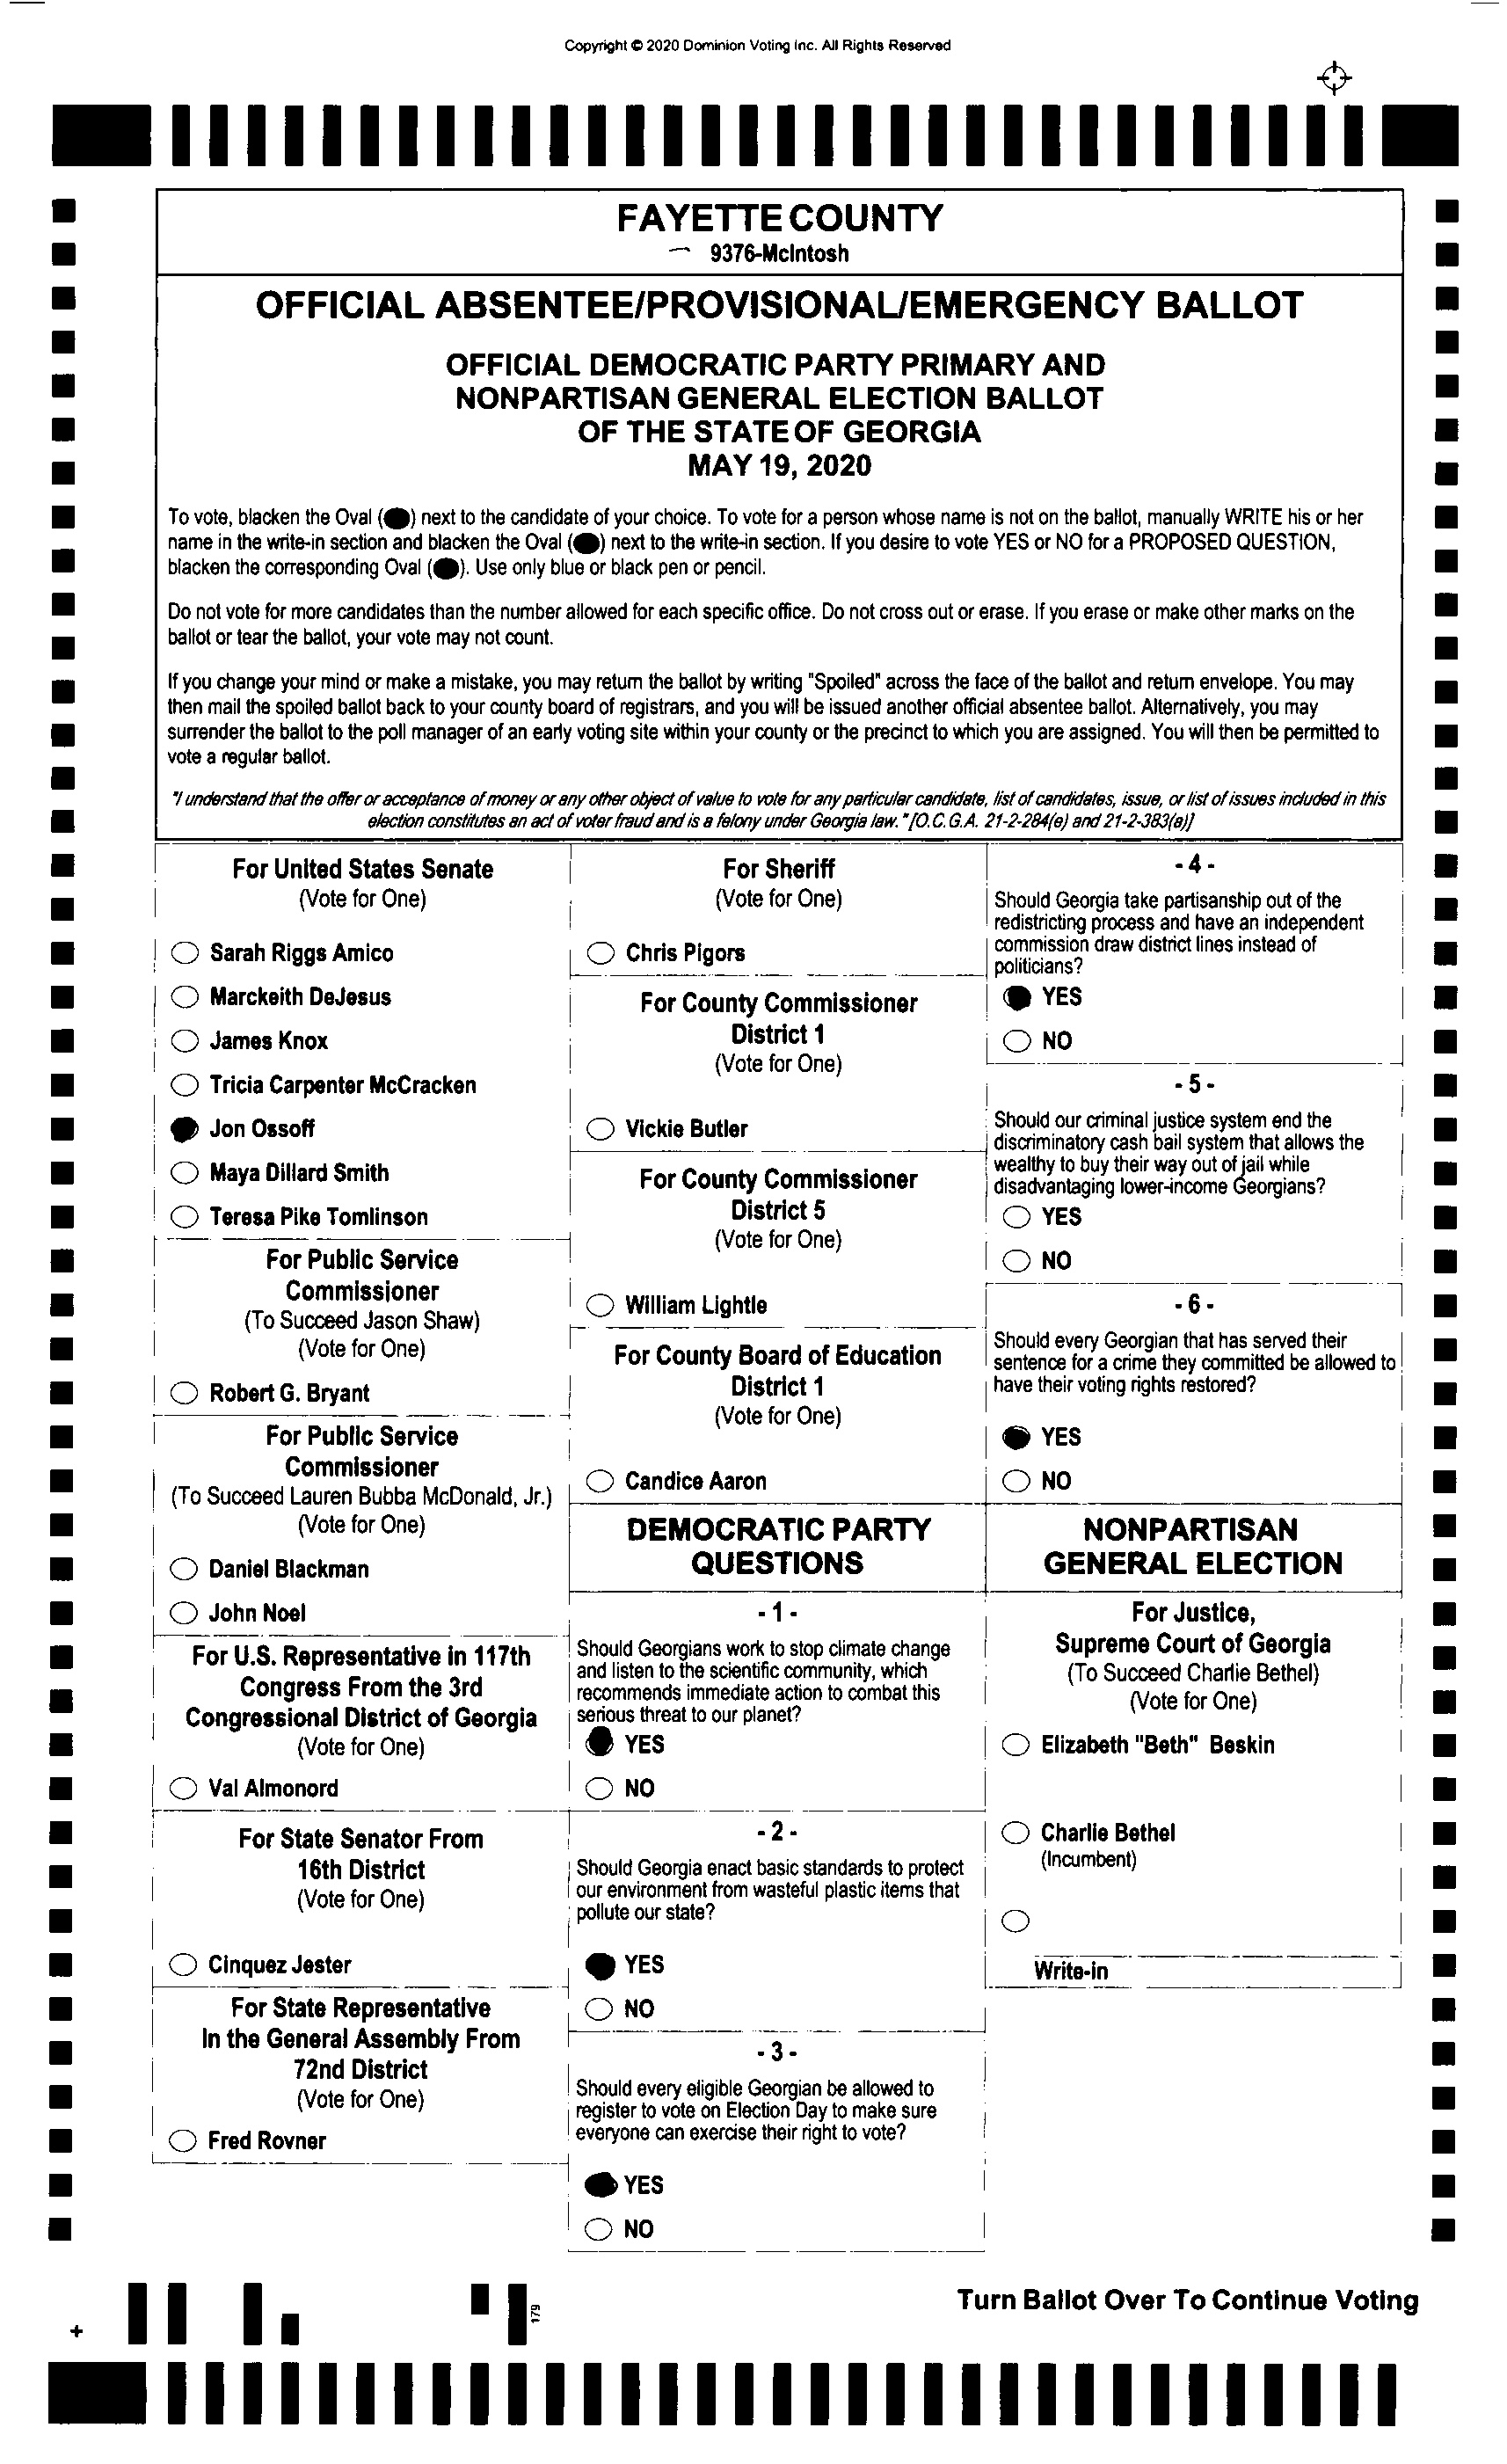 Copyright © 2020 Dominion Voting Inc. All Rights Reserved
FAYETTE COUNTY
9376-McIntosh
OFFICIAL ABSENTEE/PROVISIONAL/EMERGENCY BALLOT
OFFICIAL DEMOCRATIC PARTY PRIMARY AND
NONPARTISAN GENERAL ELECTION BALLOT
OF THE STATE OF GEORGIA
MAY 19, 2020
To vote, blacken the Oval ( ) next to the candidate of your choice. To vote for a person whose name is not on the ballot, manually WRITE his or her
name in the write-in section and blacken the Oval ( ) next to the write-in section. If you desire to vote YES or NO for a PROPOSED QUESTION,
blacken the corresponding Oval ( ). Use only blue or black pen or pencil.
Do not vote for more candidates than the number allowed for each specific office. Do not cross out or erase. If you erase or make other marks on the
ballot or tear the ballot, your vote may not count.
If you change your mind or make a mistake, you may return the ballot by writing "Spoiled" across the face of the ballot and return envelope. You may
then mail the spoiled ballot back to your county board of registrars, and you will be issued another official absentee ballot. Alternatively, you may
surrender the ballot to the poll manager of an early voting site within your county or the precinct to which you are assigned. You will then be permitted to
vote a regular ballot.
"I understand that the offer or acceptance of money or any other object of value to vote for any particular candidate, list of candidates, issue, or list of issues included in this
election constitutes an act of voter fraud and is a felony under Georgia law." [O.C.G.A. 21-2-284(e) and 21-2-383(a)]
For United States Senate
(Vote for One)
Sarah Riggs Amico
Marckeith DeJesus
James Knox
Tricia Carpenter McCracken
Jon Ossoff
Maya Dillard Smith
Teresa Pike Tomlinson
For Public Service
Commissioner
(To Succeed Jason Shaw)
(Vote for One)
Robert G. Bryant
For Public Service
Commissioner
(To Succeed Lauren Bubba McDonald, Jr.)
(Vote for One)
Daniel Blackman
John Noel
For U.S. Representative in 117th
Congress From the 3rd
Congressional District of Georgia
(Vote for One)
Val Almonord
For State Senator From
16th District
(Vote for One)
Cinquez Jester
For State Representative
In the General Assembly From
72nd District
(Vote for One)
Fred Rovner
For Sheriff
(Vote for One)
Chris Pigors
For County Commissioner
District 1
(Vote for One)
Vickie Butler
For County Commissioner
District 5
(Vote for One)
William Lightle
For County Board of Education
District 1
(Vote for One)
Candice Aaron
DEMOCRATIC PARTY
QUESTIONS
- 1 -
Should Georgians work to stop climate change
and listen to the scientific community, which
recommends immediate action to combat this
serious threat to our planet?
YES
NO
- 2 -
Should Georgia enact basic standards to protect
our environment from wasteful plastic items that
pollute our state?
YES
NO
- 3 -
Should every eligible Georgian be allowed to
register to vote on Election Day to make sure
everyone can exercise their right to vote?
YES
NO
- 4 -
Should Georgia take partisanship out of the
redistricting process and have an independent
commission draw district lines instead of
politicians?
YES
NO
- 5 -
Should our criminal justice system end the
discriminatory cash bail system that allows the
wealthy to buy their way out of jail while
disadvantaging lower-income Georgians?
YES
NO
- 6 -
Should every Georgian that has served their
sentence for a crime they committed be allowed to
have their voting rights restored?
YES
NO
NONPARTISAN
GENERAL ELECTION
For Justice,
Supreme Court of Georgia
(To Succeed Charlie Bethel)
(Vote for One)
Elizabeth "Beth" Beskin
Charlie Bethel
(Incumbent)
Write-in
Turn Ballot Over To Continue Voting
179